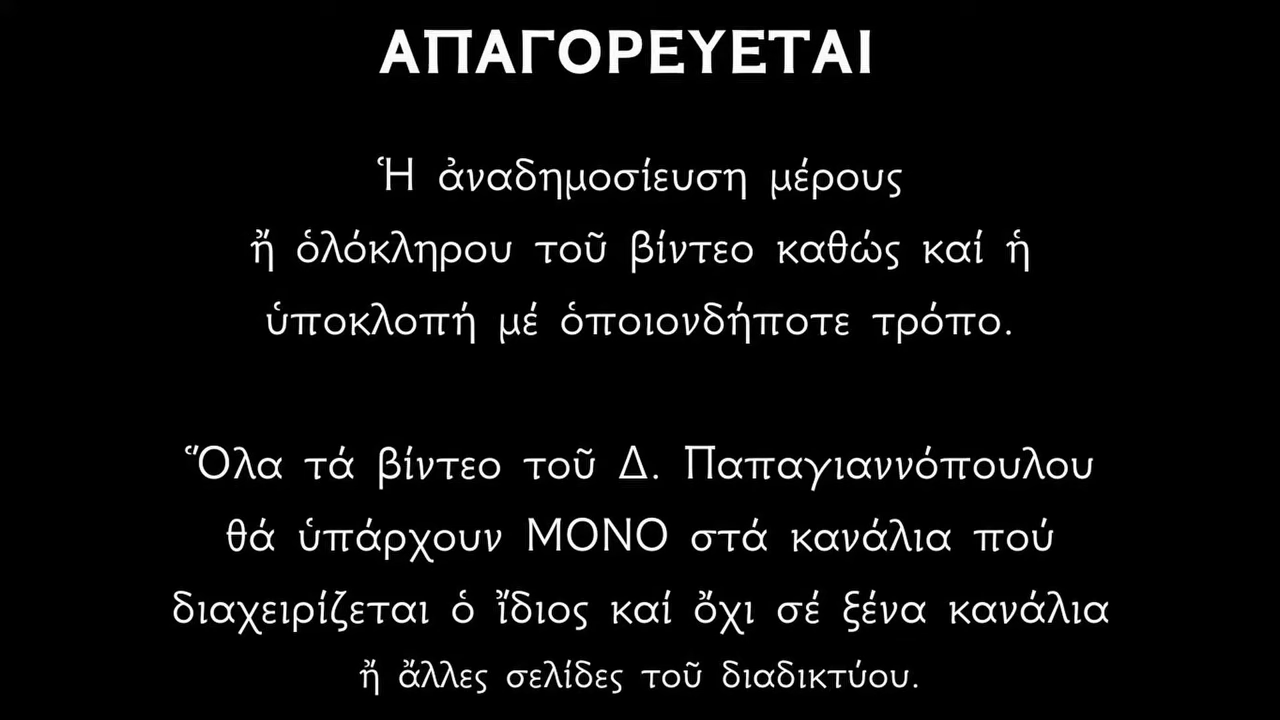 ΑΠΑΓΟΡΕΥΕΤΑΙ
Ἡ ἀναδημοσίευση μέρους
ἤ ὁλόκληρου τοῦ βίντεο καθώς καί ἡ
ὑποκλοπή μέ ὁποιονδήποτε τρόπο.
Ὅλα τά βίντεο τοῦ Δ. Παπαγιαννόπουλου
θά ὑπάρχουν ΜΟΝΟ στά κανάλια πού
διαχειρίζεται ὁ ἴδιος καί ὄχι σέ ξένα κανάλια
ἤ ἄλλες σελίδες τοῦ διαδικτύου.